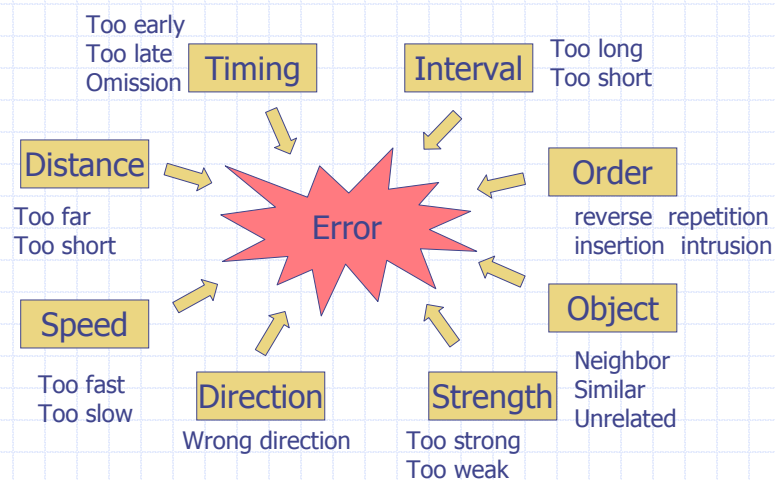 Too early
Too late
Omission
Timing
Interval
Too long
Too short
Distance
Too far
Too short
Error
Order
reverse repetition
insertion intrusion
Speed
Too fast
Too slow
Object
Neighbor
Similar
Unrelated
Direction
Wrong direction
Strength
Too strong
Too weak